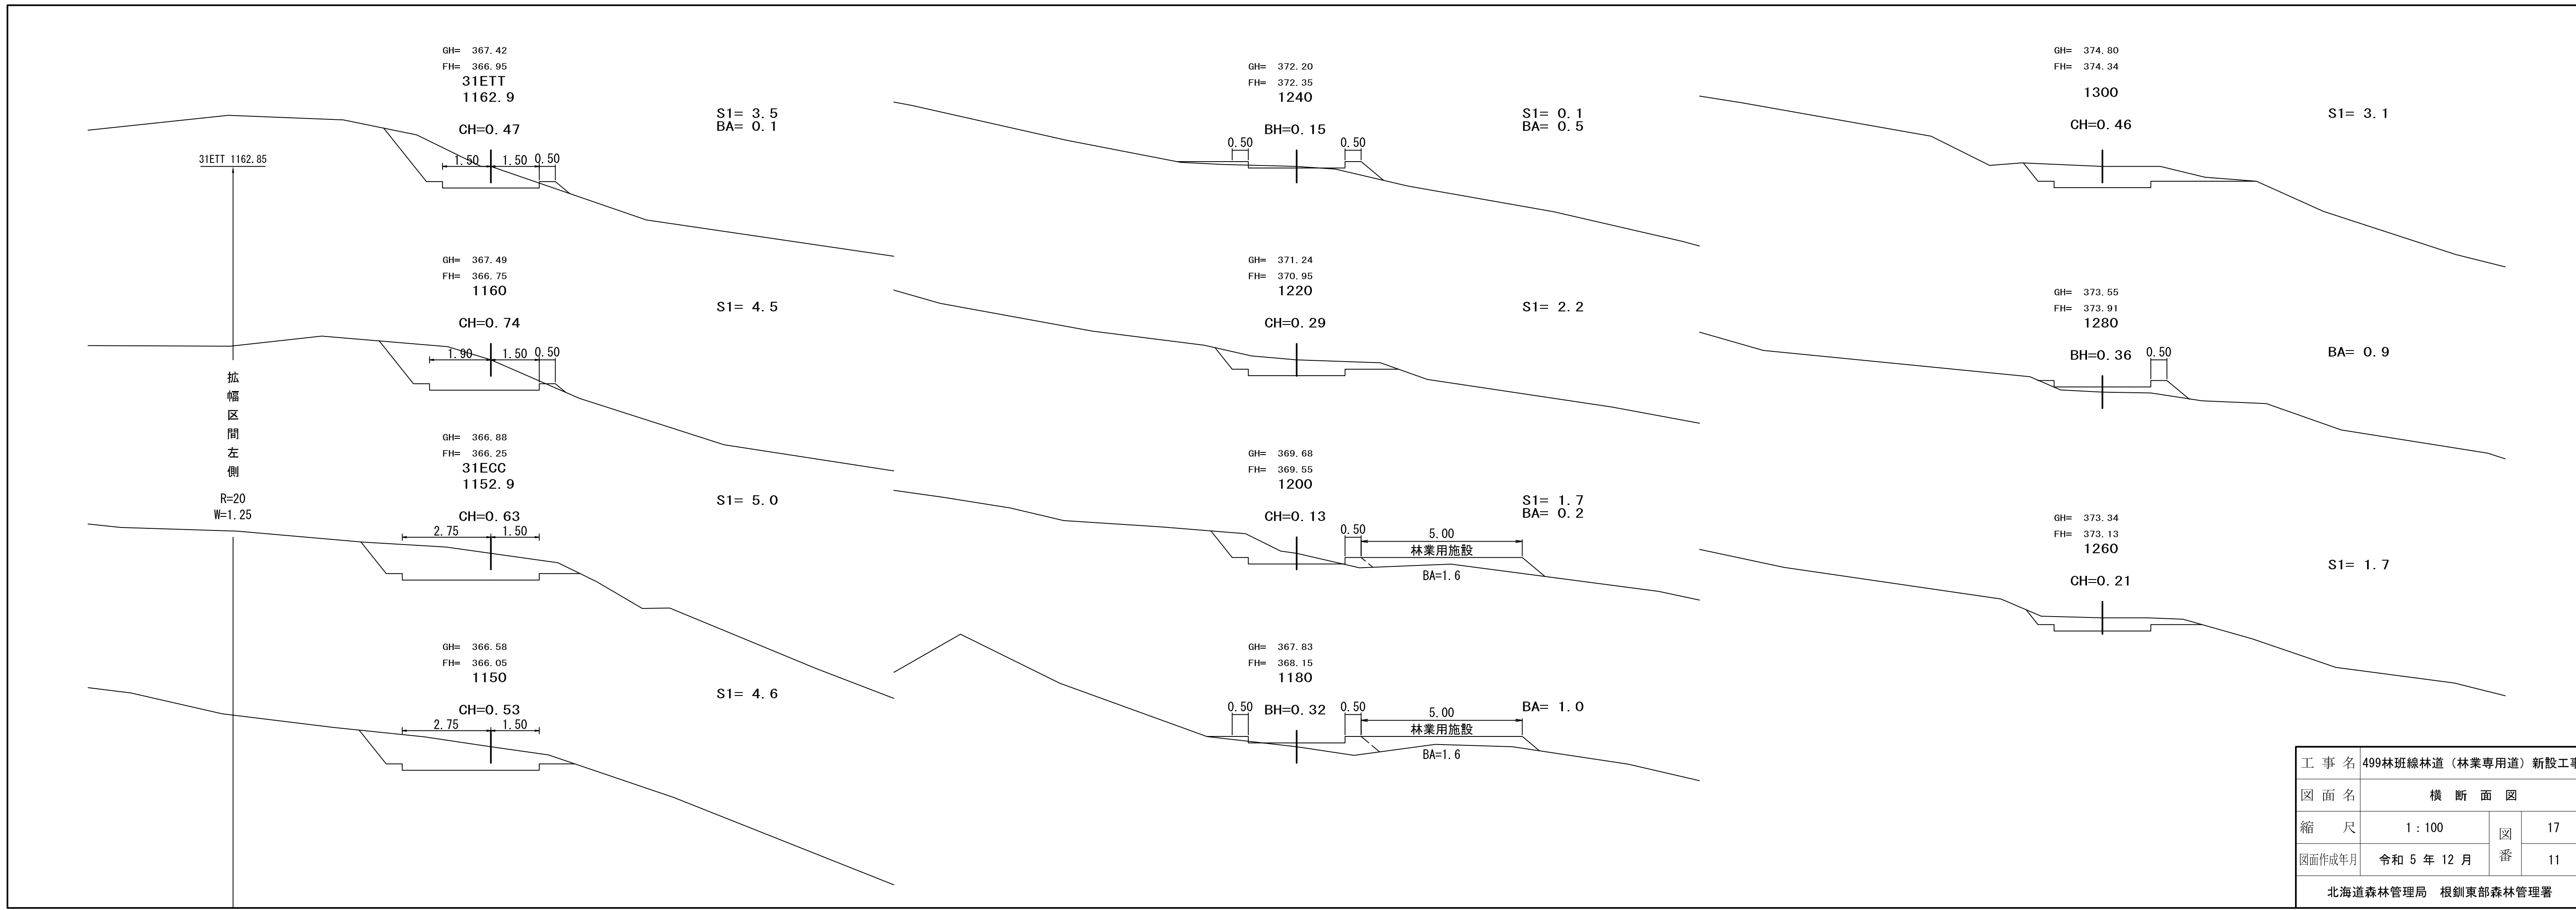 GH= 367.42
FH= 366.95
31ETT
1162.9
CH=0.47
S1= 3.5
BA= 0.1
1.50 1.50 0.50
31ETT 1162.85
GH= 367.49
FH= 366.75
1160
CH=0.74
S1= 4.5
1.90 1.50 0.50
拡幅区間左側
R=20
W=1.25
GH= 366.88
FH= 366.25
31ECC
1152.9
CH=0.63
S1= 5.0
2.75 1.50
GH= 366.58
FH= 366.05
1150
CH=0.53
S1= 4.6
2.75 1.50
GH= 372.20
FH= 372.35
1240
BH=0.15
S1= 0.1
BA= 0.5
0.50 0.50
GH= 371.24
FH= 370.95
1220
CH=0.29
S1= 2.2
GH= 369.68
FH= 369.55
1200
CH=0.13
S1= 1.7
BA= 0.2
0.50 5.00
林業用施設
BA=1.6
GH= 367.83
FH= 368.15
1180
BH=0.32
BA= 1.0
0.50 0.50 5.00
林業用施設
BA=1.6
GH= 374.80
FH= 374.34
1300
CH=0.46
S1= 3.1
GH= 373.55
FH= 373.91
1280
BH=0.36
BA= 0.9
0.50
GH= 373.34
FH= 373.13
1260
CH=0.21
S1= 1.7
工事名 499林班線林道（林業専用道）新設工
図面名 横断面図
縮尺 1：100 図番 17
図面作成年月 令和 5 年 12 月 11
北海道森林管理局 根釧東部森林管理署